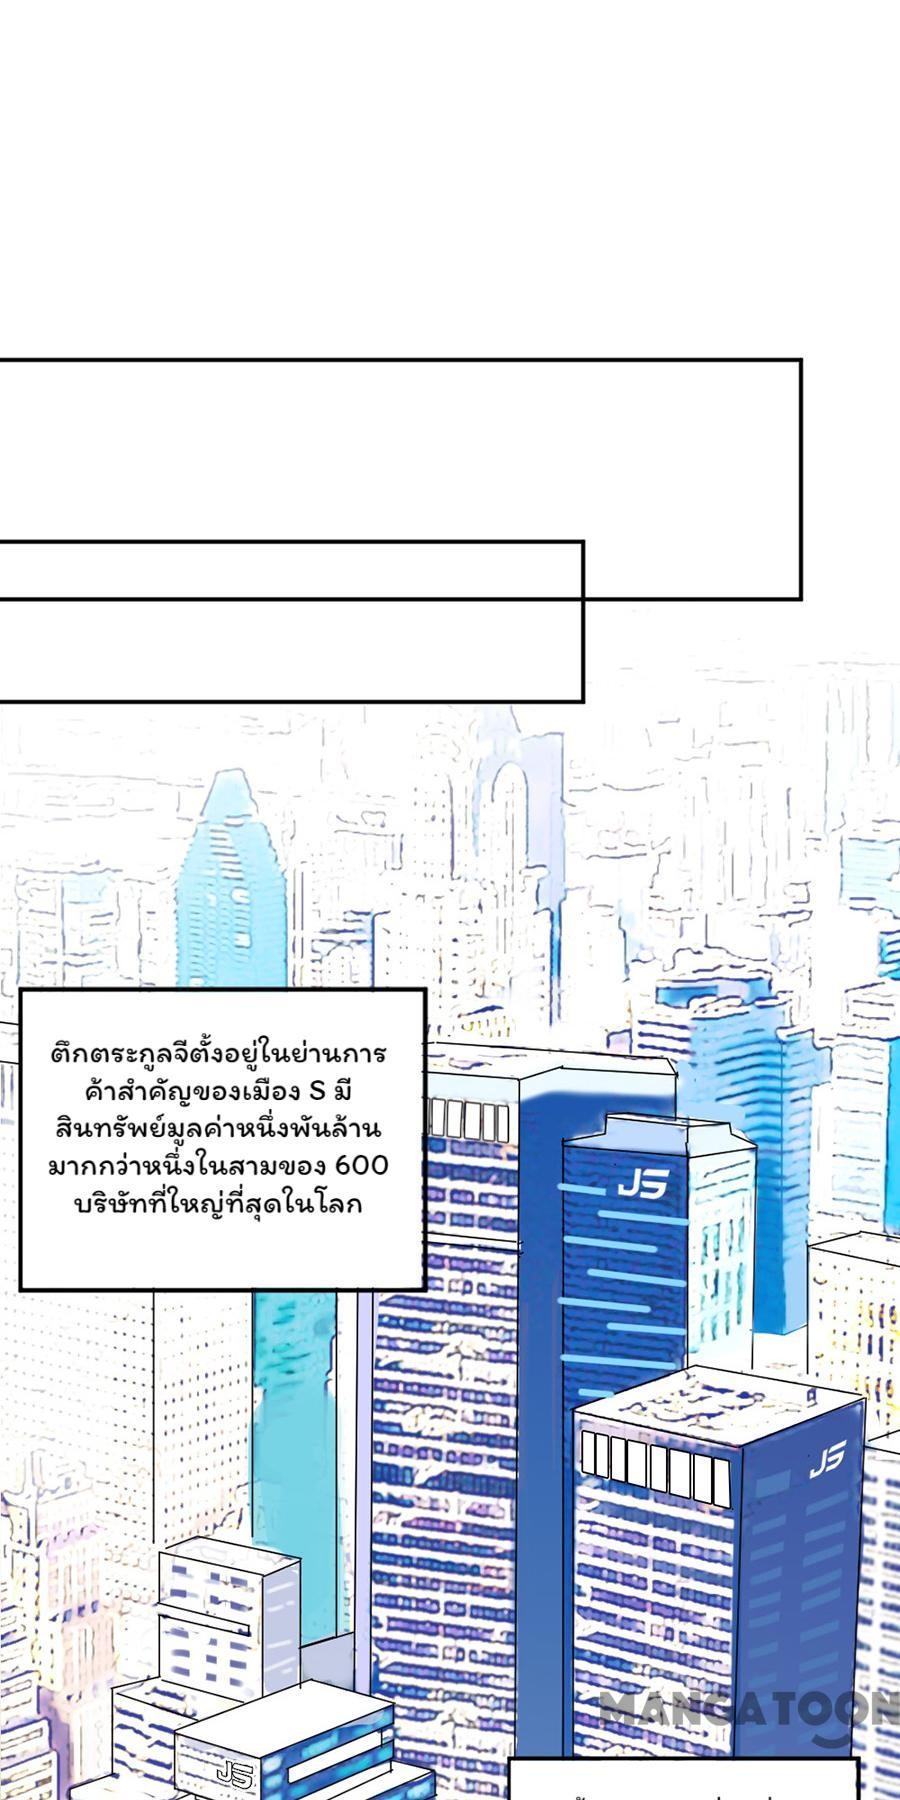 ตึกตระกูลจีตั้งอยู่ในย่านการ
ค้าสำคัญของเมือง S มี
สินทรัพย์มูลค่าหนึ่งพันล้าน
มากกว่าหนึ่งในสามของ 600
บริษัทที่ใหญ่ที่สุดในโลก
JS
JS
JS
MANGATOON